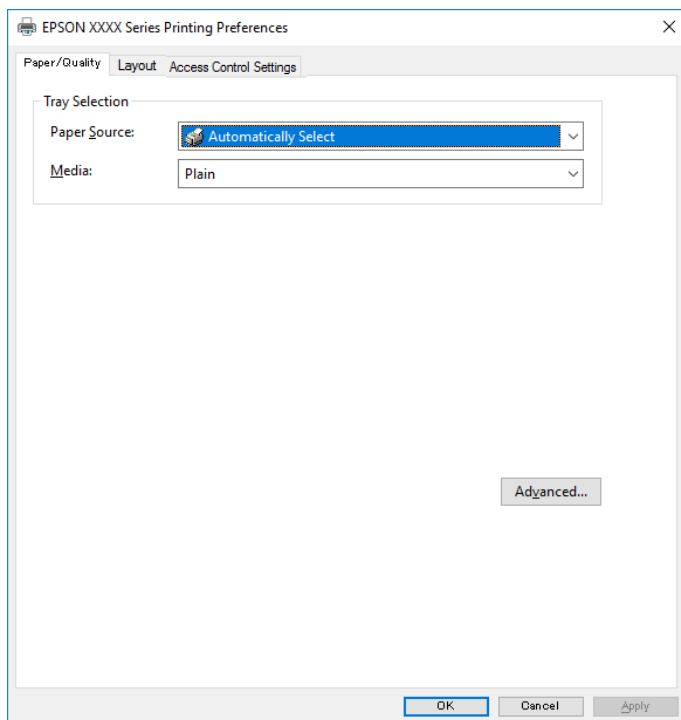 EPSON XXXX Series Printing Preferences
Paper/Quality Layout Access Control Settings
Tray Selection
Paper Source: Automatically Select
Media: Plain
Advanced...
OK Cancel Apply